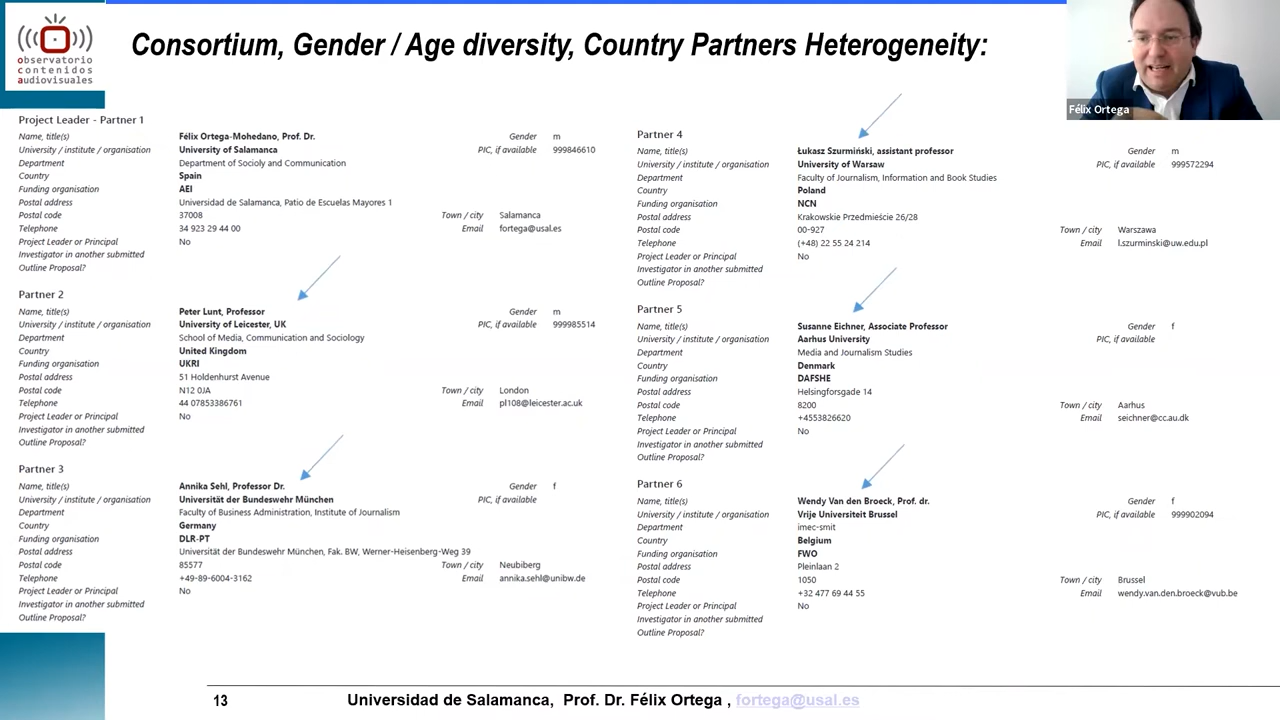 observatorio
contenidos
audiovisuales
Consortium, Gender / Age diversity, Country Partners Heterogeneity:
Félix Ortega
Project Leader - Partner 1
Name, title(s) Félix Ortega-Mohedano, Prof. Dr. Gender m
University / institute / organisation University of Salamanca PIC, if available 999846610
Department Department of Socioly and Communication
Country Spain
Funding organisation AEI
Postal address Universidad de Salamanca, Patio de Escuelas Mayores 1
Postal code 37008 Town / city Salamanca
Telephone 34 923 29 44 00 Email fortega@usal.es
Project Leader or Principal No
Investigator in another submitted
Outline Proposal?
Partner 2
Name, title(s) Peter Lunt, Professor Gender m
University / institute / organisation University of Leicester, UK PIC, if available 999985514
Department School of Media, Communication and Sociology
Country United Kingdom
Funding organisation UKRI
Postal address 51 Holdenhurst Avenue
Postal code N12 0JA Town / city London
Telephone 44 07853386761 Email pl108@leicester.ac.uk
Project Leader or Principal No
Investigator in another submitted
Outline Proposal?
Partner 3
Name, title(s) Annika Sehl, Professor Dr. Gender f
University / institute / organisation Universität der Bundeswehr München PIC, if available
Department Faculty of Business Administration, Institute of Journalism
Country Germany
Funding organisation DLR-PT
Postal address Universität der Bundeswehr München, Fak. BW, Werner-Heisenberg-Weg 39
Postal code 85577 Town / city Neubiberg
Telephone +49-89-6004-3162 Email annika.sehl@unibw.de
Project Leader or Principal No
Investigator in another submitted
Outline Proposal?
Partner 4
Name, title(s) Łukasz Szurmiński, assistant professor Gender m
University / institute / organisation University of Warsaw PIC, if available 999572294
Department Faculty of Journalism, Information and Book Studies
Country Poland
Funding organisation NCN
Postal address Krakowskie Przedmieście 26/28
Postal code 00-927 Town / city Warszawa
Telephone (+48) 22 55 24 214 Email l.szurminski@uw.edu.pl
Project Leader or Principal No
Investigator in another submitted
Outline Proposal?
Partner 5
Name, title(s) Susanne Eichner, Associate Professor Gender f
University / institute / organisation Aarhus University PIC, if available
Department Media and Journalism Studies
Country Denmark
Funding organisation DAFSHE
Postal address Helsingforsgade 14
Postal code 8200 Town / city Aarhus
Telephone +4553826620 Email seichner@cc.au.dk
Project Leader or Principal No
Investigator in another submitted
Outline Proposal?
Partner 6
Name, title(s) Wendy Van den Broeck, Prof. dr. Gender f
University / institute / organisation Vrije Universiteit Brussel PIC, if available 999902094
Department imec-smit
Country Belgium
Funding organisation FWO
Postal address Pleinlaan 2
Postal code 1050 Town / city Brussel
Telephone +32 477 69 44 55 Email wendy.van.den.broeck@vub.be
Project Leader or Principal No
Investigator in another submitted
Outline Proposal?
13 Universidad de Salamanca, Prof. Dr. Félix Ortega , fortega@usal.es